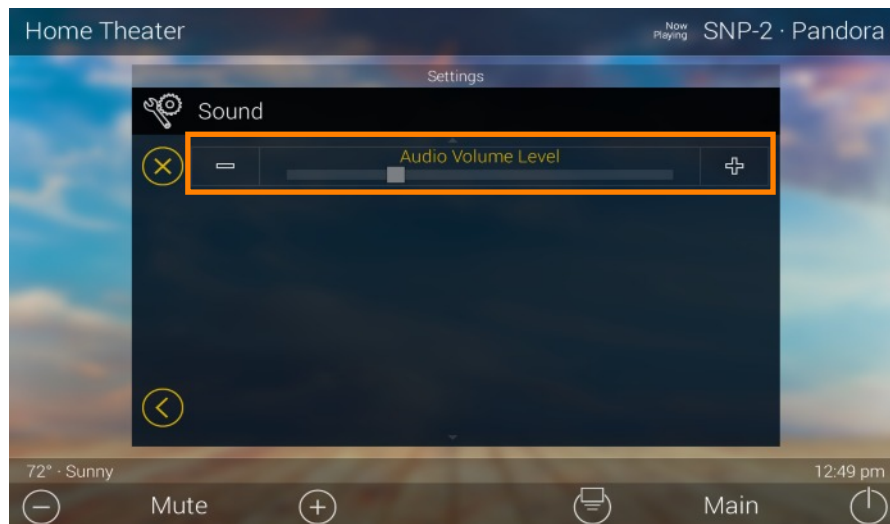 Home Theater
Now
Playing
SNP-2 · Pandora
Settings
Sound
Audio Volume Level
72° · Sunny
12:49 pm
Mute
Main